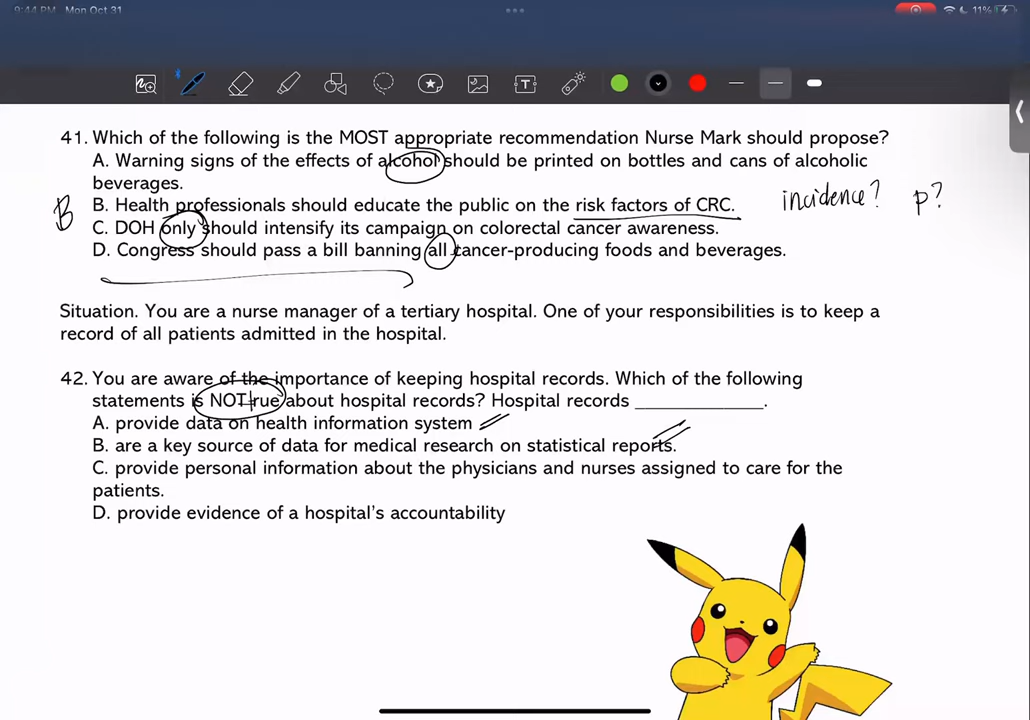 9:44 PM Mon Oct 31
11%
41. Which of the following is the MOST appropriate recommendation Nurse Mark should propose?
A. Warning signs of the effects of alcohol should be printed on bottles and cans of alcoholic
beverages.
B B. Health professionals should educate the public on the risk factors of CRC. incidence? p?
C. DOH only should intensify its campaign on colorectal cancer awareness.
D. Congress should pass a bill banning all cancer-producing foods and beverages.
Situation. You are a nurse manager of a tertiary hospital. One of your responsibilities is to keep a
record of all patients admitted in the hospital.
42. You are aware of the importance of keeping hospital records. Which of the following
statements is NOT true about hospital records? Hospital records ______________.
A. provide data on health information system
B. are a key source of data for medical research on statistical reports.
C. provide personal information about the physicians and nurses assigned to care for the
patients.
D. provide evidence of a hospital's accountability